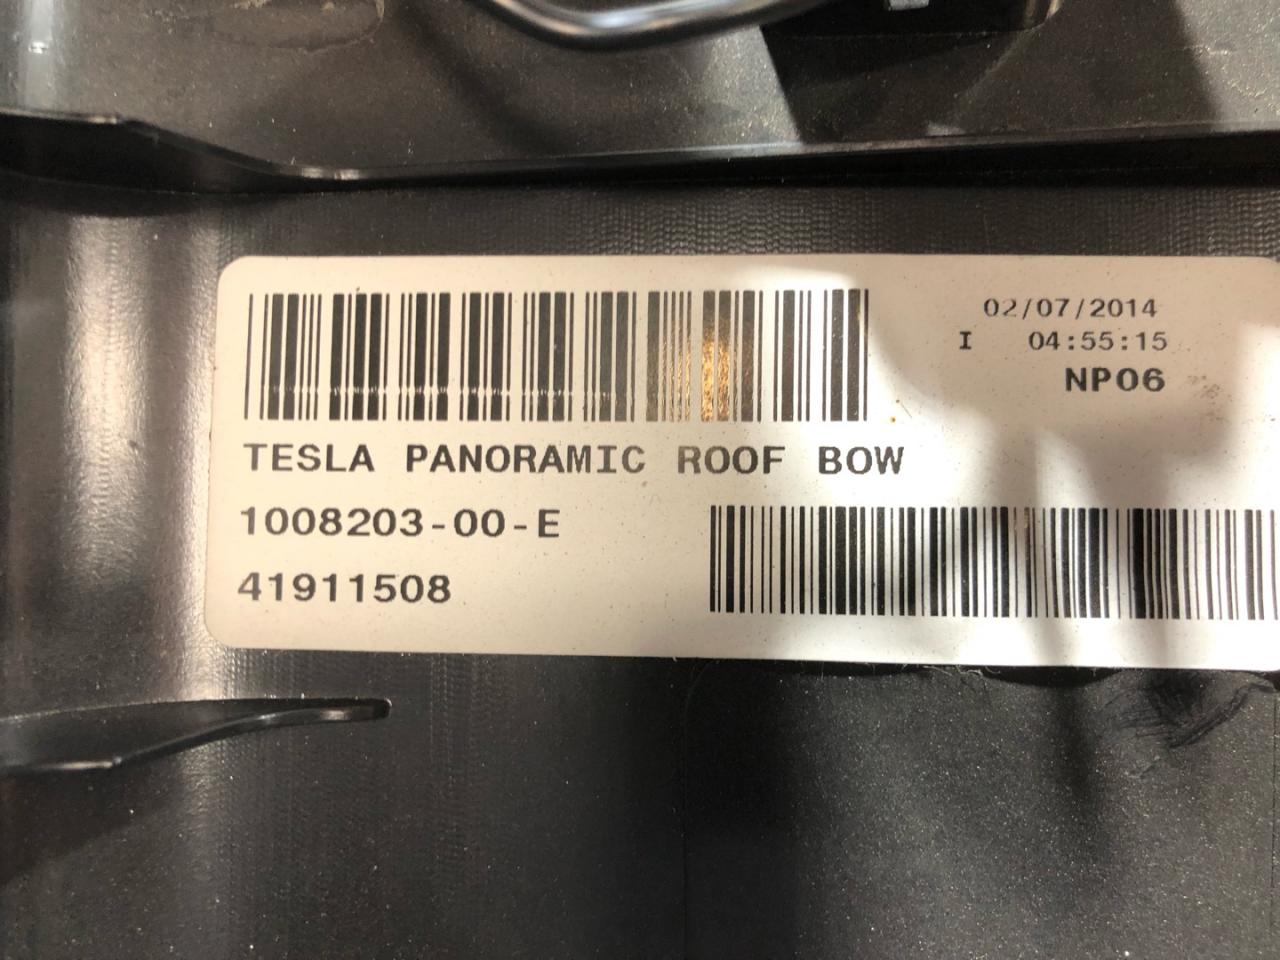 02/07/2014
I 04:55:15
NP06
TESLA PANORAMIC ROOF BOW
1008203-00-E
41911508